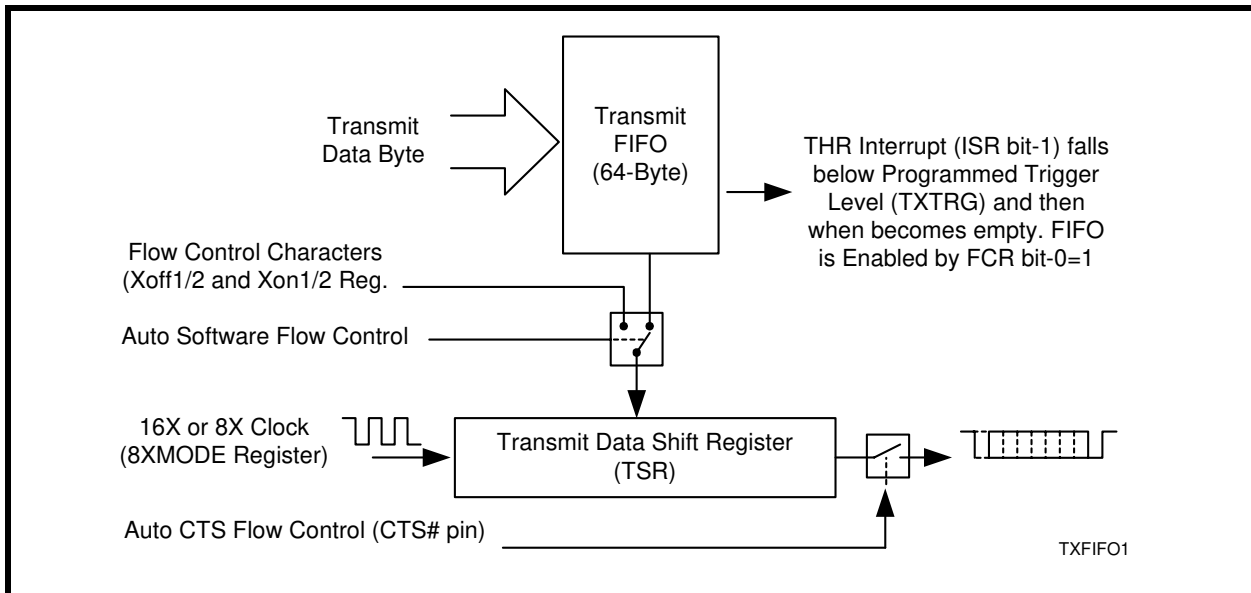 Transmit
Data Byte
Transmit
FIFO
(64-Byte)
THR Interrupt (ISR bit-1) falls
below Programmed Trigger
Level (TXTRG) and then
when becomes empty. FIFO
is Enabled by FCR bit-0=1
Flow Control Characters
(Xoff1/2 and Xon1/2 Reg.
Auto Software Flow Control
16X or 8X Clock
(8XMODE Register)
Transmit Data Shift Register
(TSR)
Auto CTS Flow Control (CTS# pin)
TXFIFO1